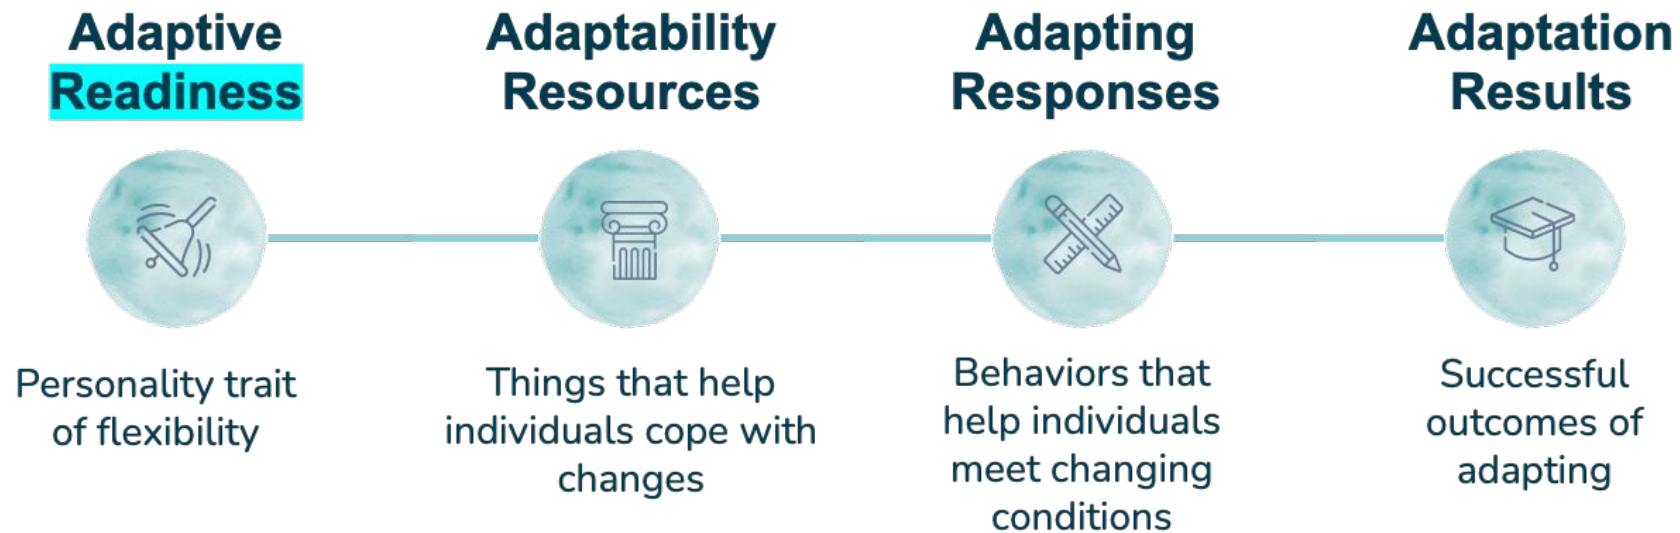 Adaptive
Readiness
Personality trait
of flexibility
Adaptability
Resources
Things that help
individuals cope with
changes
Adapting
Responses
Behaviors that
help individuals
meet changing
conditions
Adaptation
Results
Successful
outcomes of
adapting